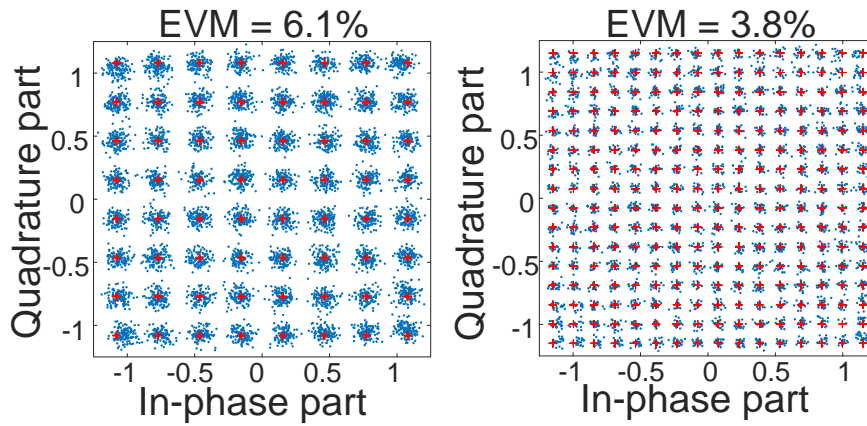 EVM = 6.1%
Quadrature part
1
0.5
0
-0.5
-1
-1 -0.5 0 0.5 1
In-phase part
EVM = 3.8%
Quadrature part
1
0.5
0
-0.5
-1
-1 -0.5 0 0.5 1
In-phase part